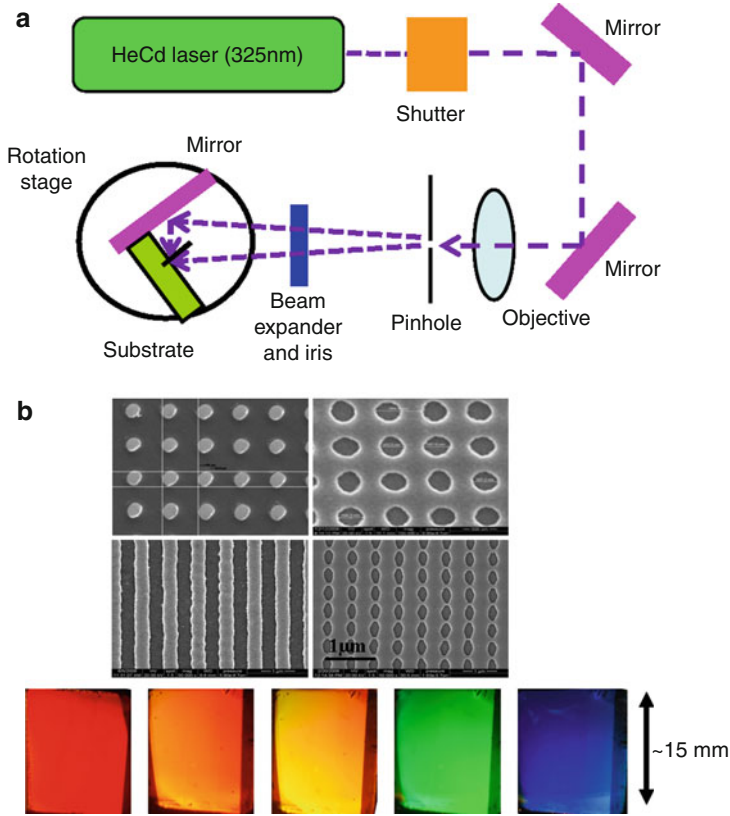 a
HeCd laser (325nm)
Mirror
Shutter
Rotation
stage
Mirror
Mirror
Beam
expander
and iris
Pinhole
Objective
Substrate
b
1μm
~15 mm